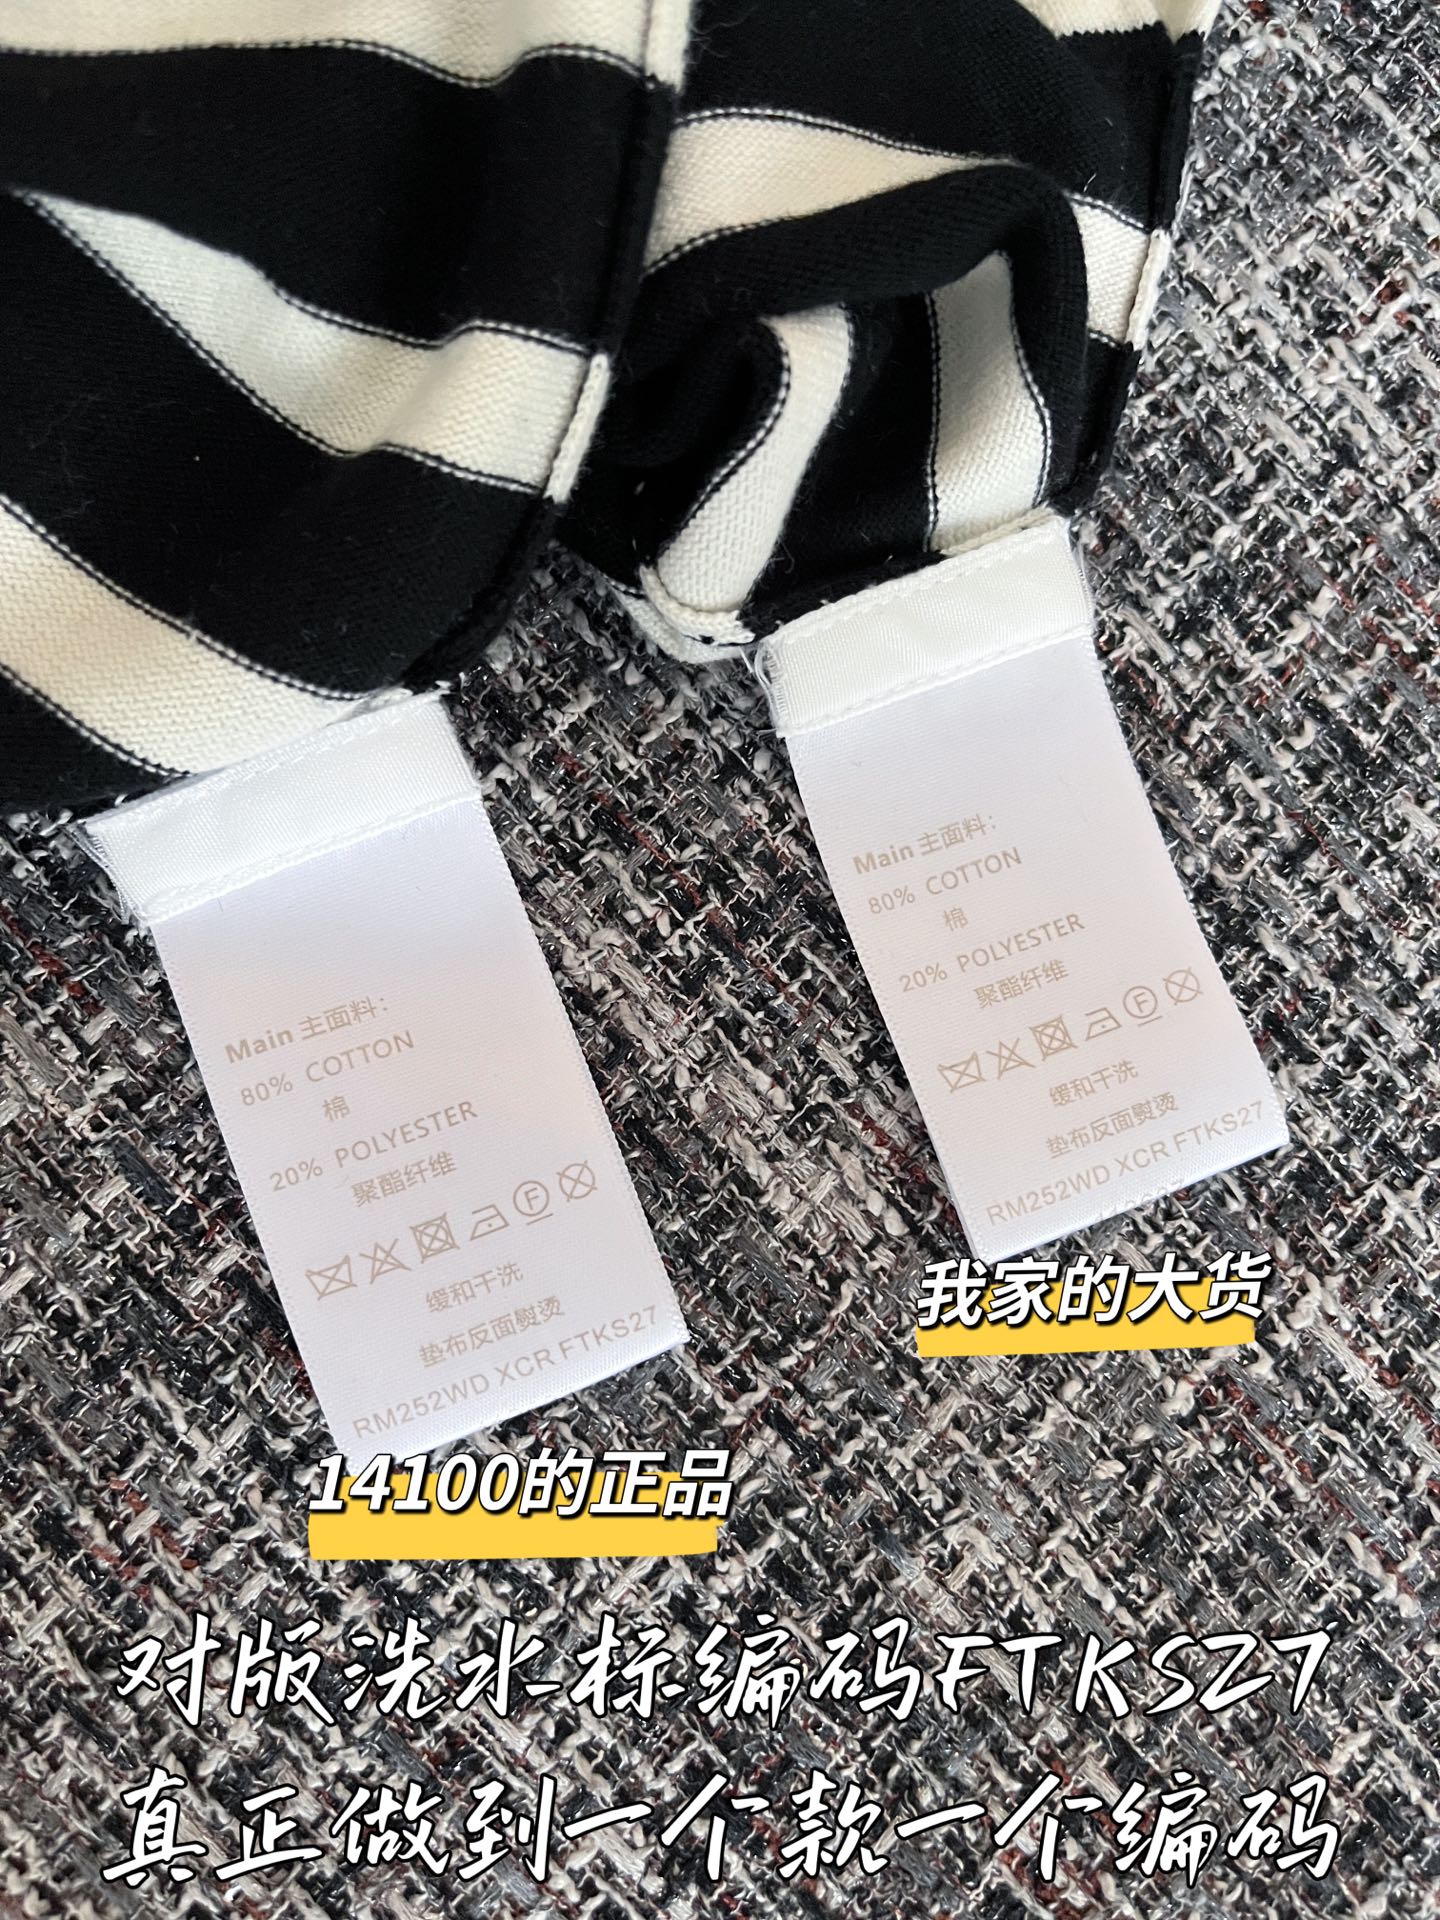 Main 主面料：
80% COTTON
棉
20% POLYESTER
聚酯纤维
缓和干洗
垫布反面熨烫
RM252WD XCR FTKS27
Main 主面料：
80% COTTON
棉
20% POLYESTER
聚酯纤维
F
缓和干洗
垫布反面熨烫
RM252WD XCR FTKS27
我家的大货
14100的正品
对版洗水标编码FTKS27
真正做到一个款一个编码